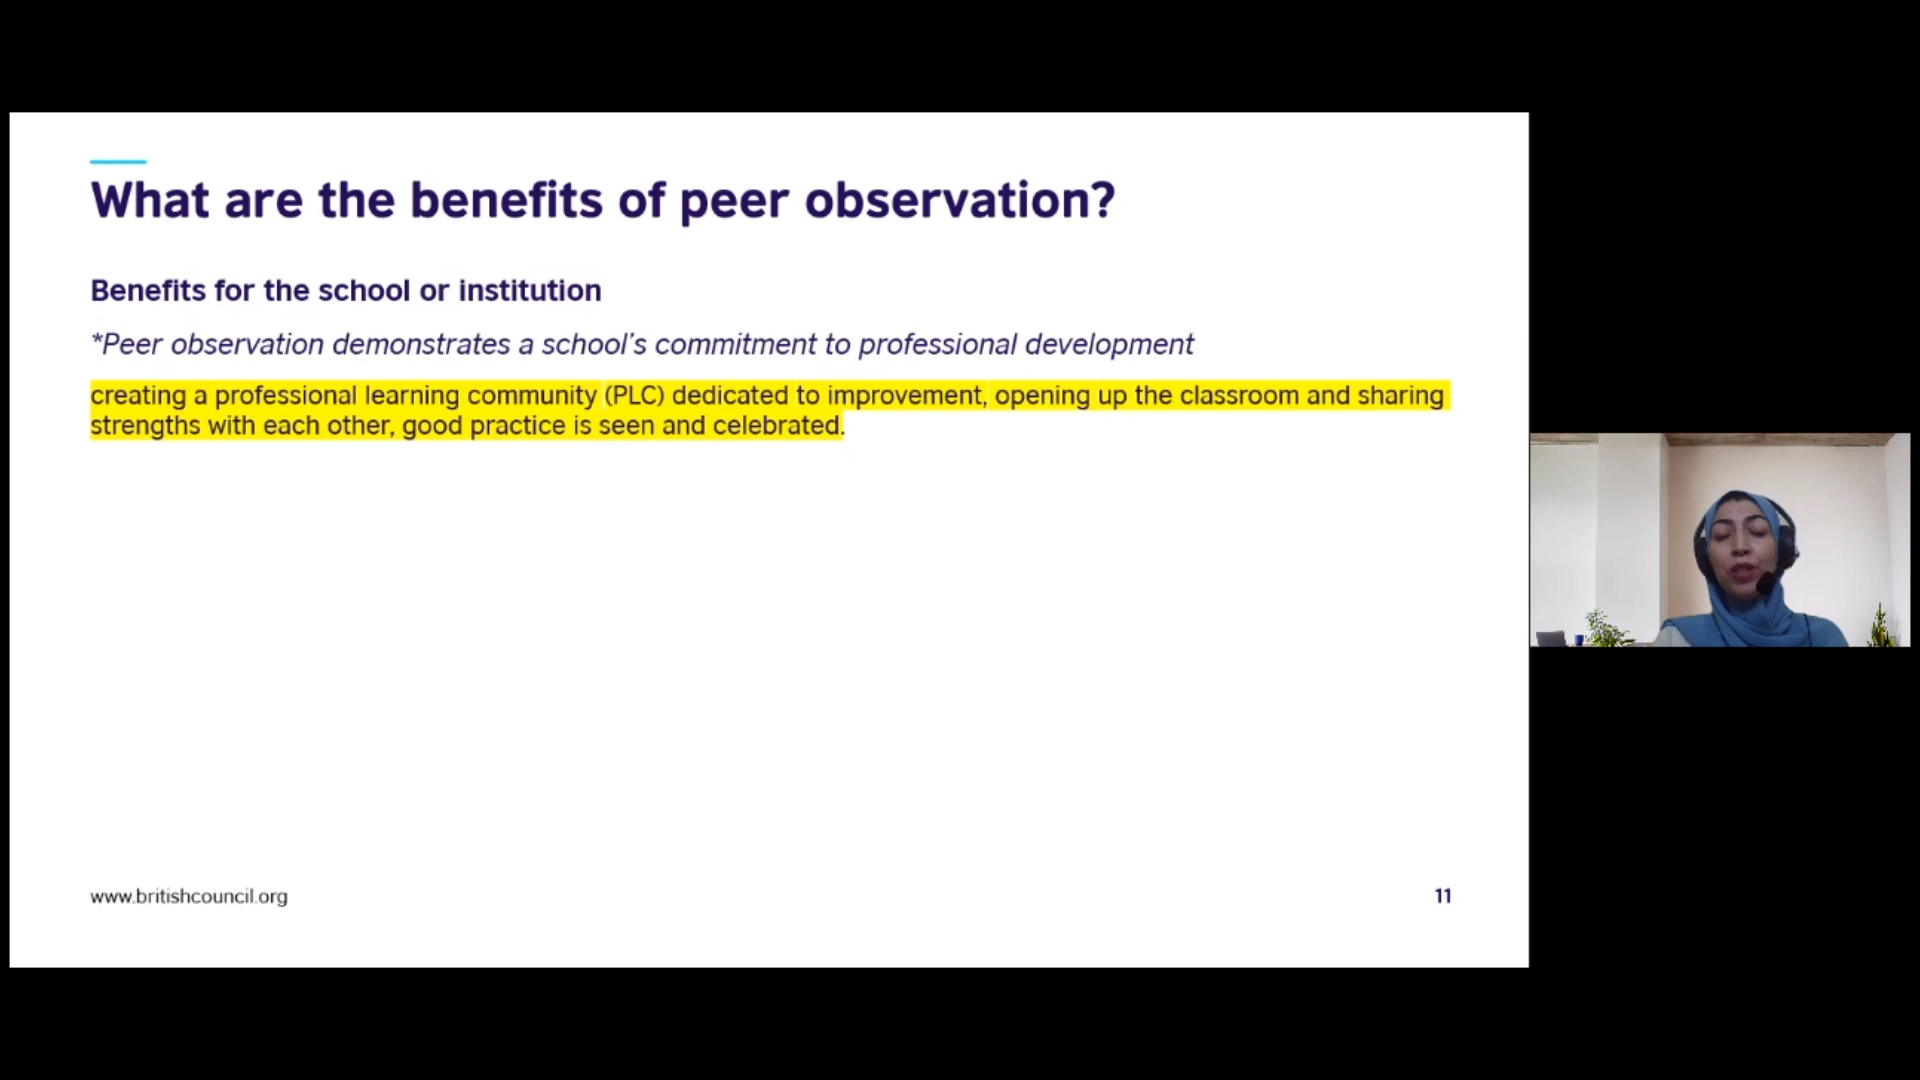 What are the benefits of peer observation?
Benefits for the school or institution
*Peer observation demonstrates a school's commitment to professional development
creating a professional learning community (PLC) dedicated to improvement, opening up the classroom and sharing
strengths with each other, good practice is seen and celebrated.
www.britishcouncil.org
11